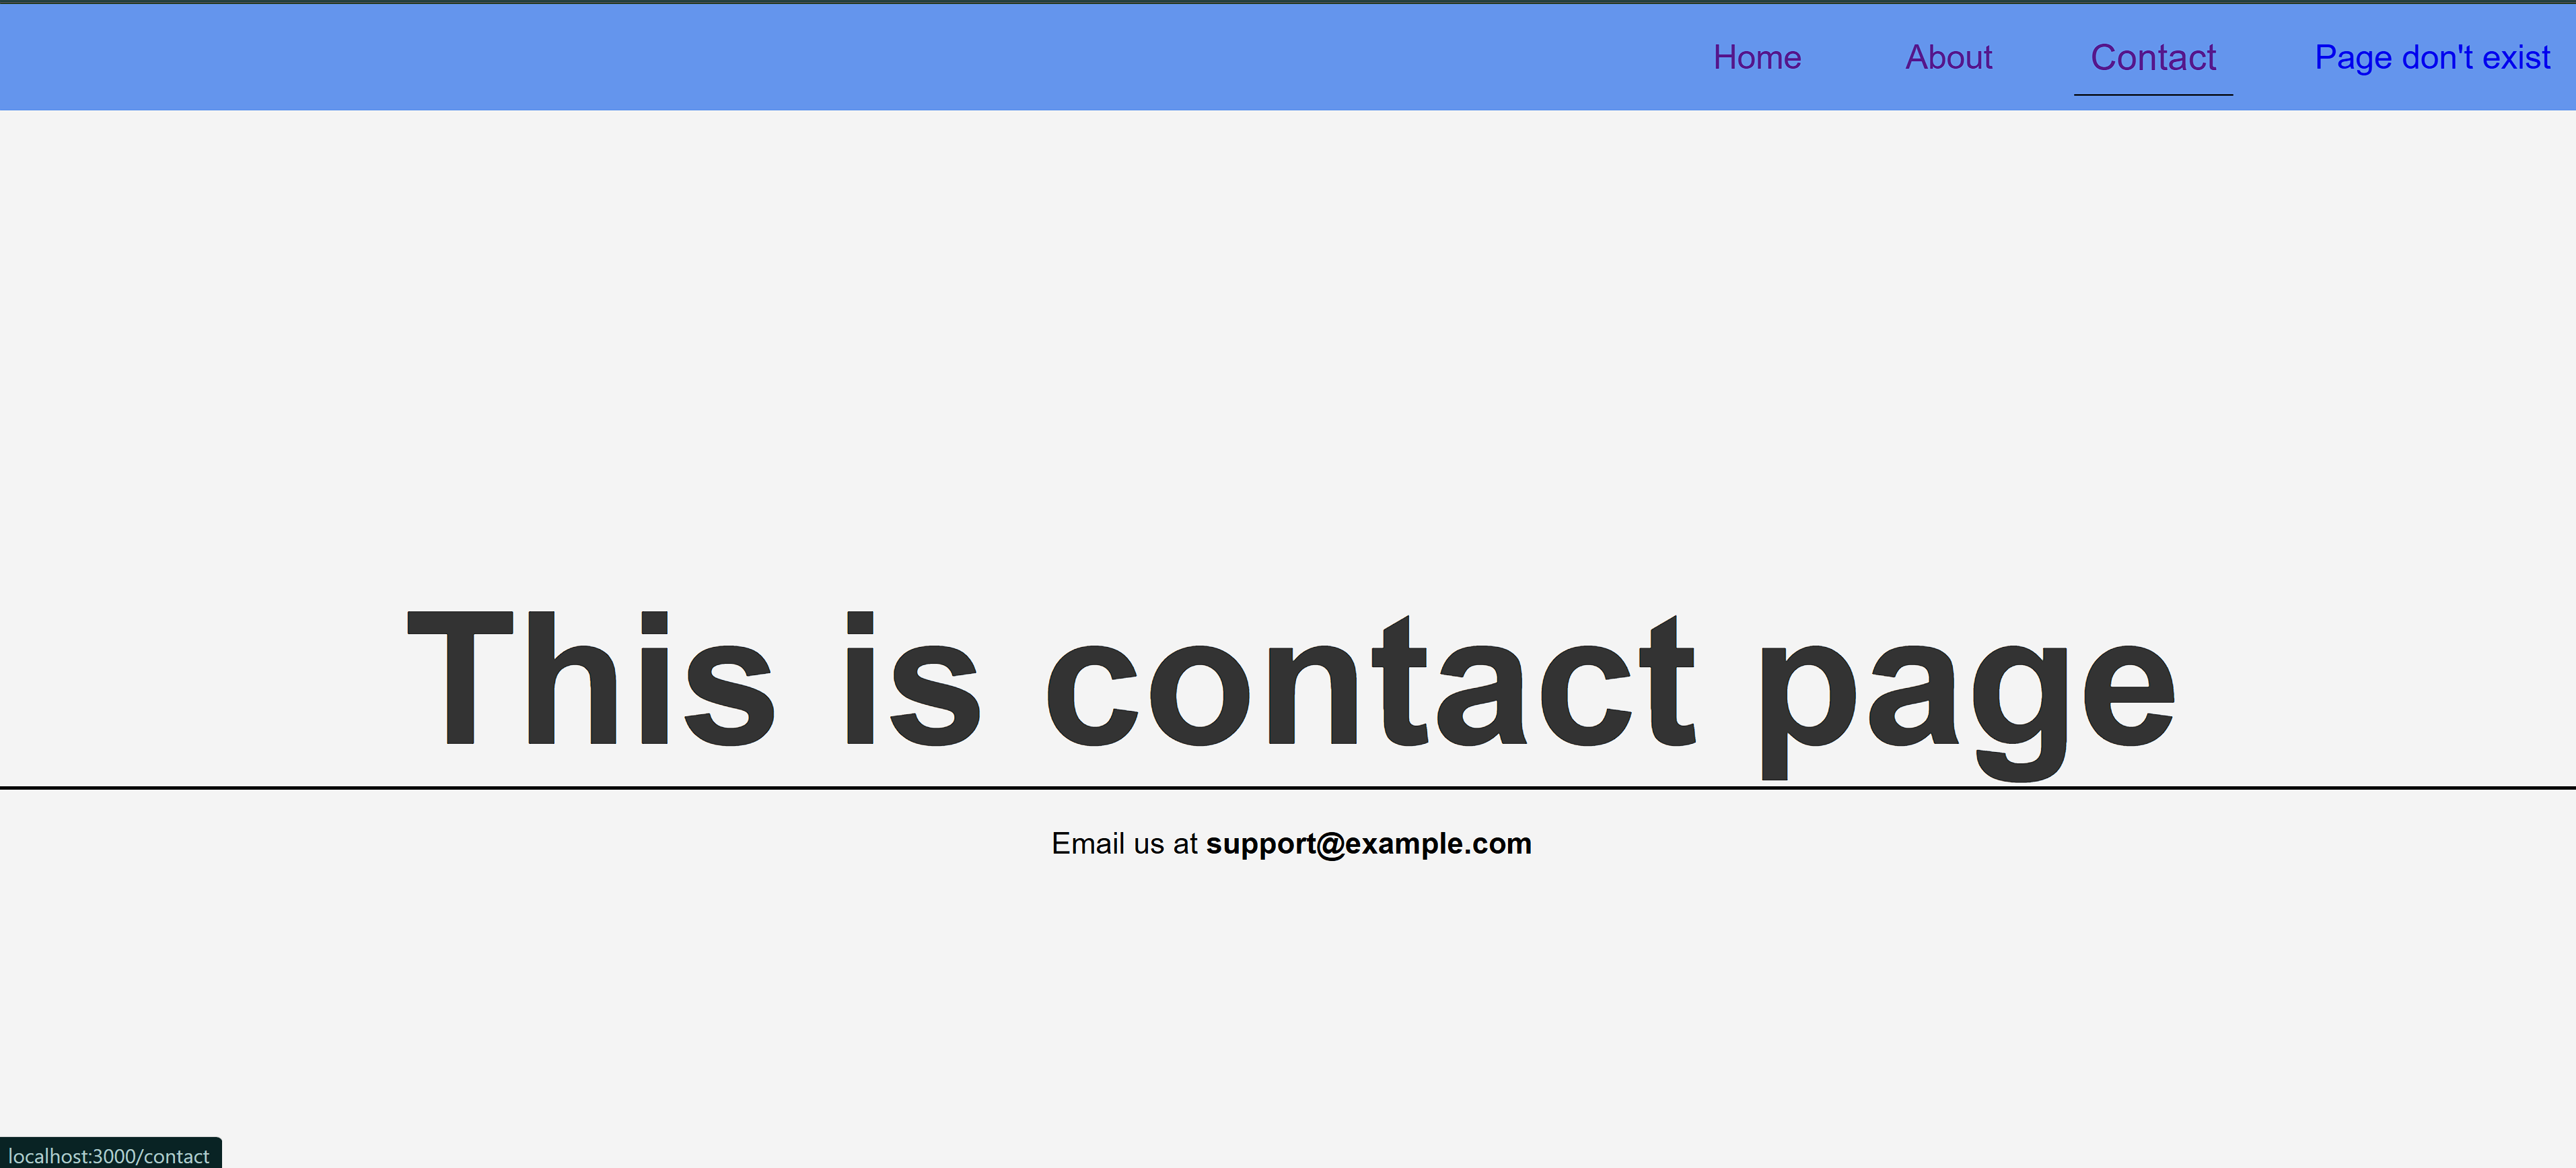 Home About Contact Page don't exist
This is contact page
Email us at support@example.com
localhost:3000/contact